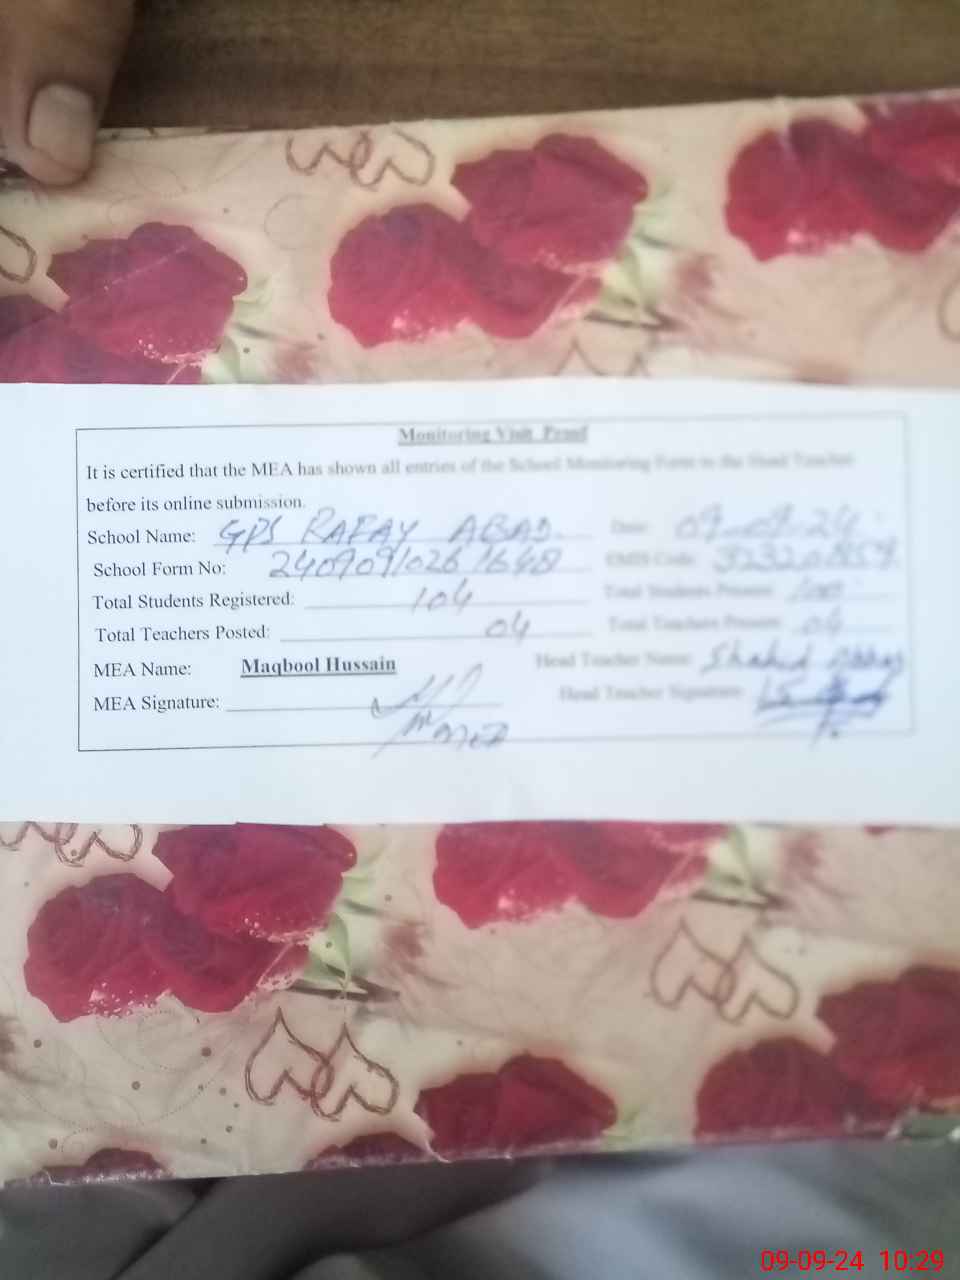 Monitoring Visit Proof
It is certified that the MEA has shown all entries of the School Monitoring Form to the Head Teacher
before its online submission.
School Name: GPS RAFAY ABAD. Date: 09-09-24
School Form No: EMIS Code:
Total Students Registered: 104 Total Students Present:
Total Teachers Posted: 04 Total Teachers Present: 04
MEA Name: Maqbool Hussain Head Teacher Name: Shahid Abbas
MEA Signature: Head Teacher Signature:
09-09-24 10:29